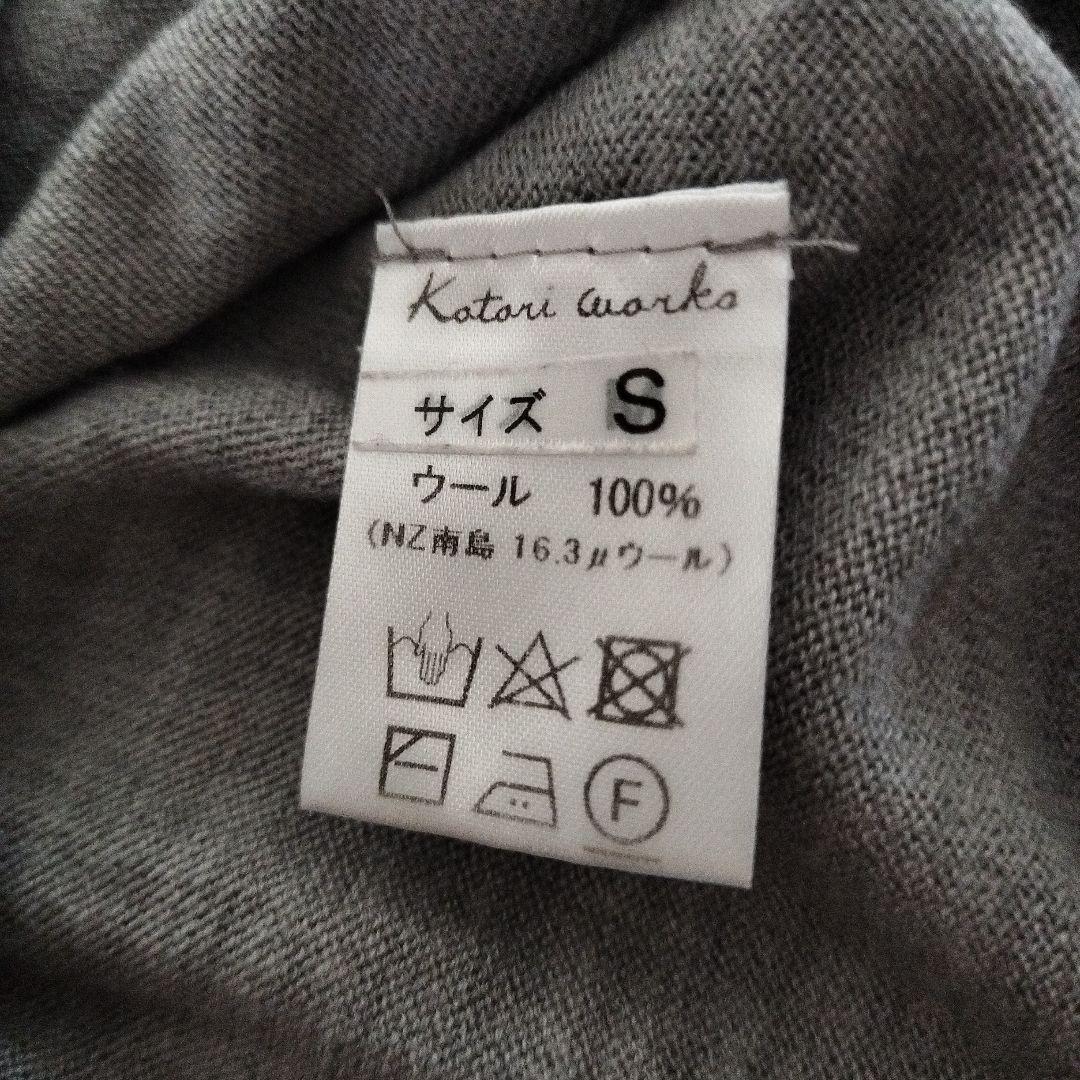 Kotori works
サイズ S
ウール 100%
(NZ南島 16.3μウール)
F